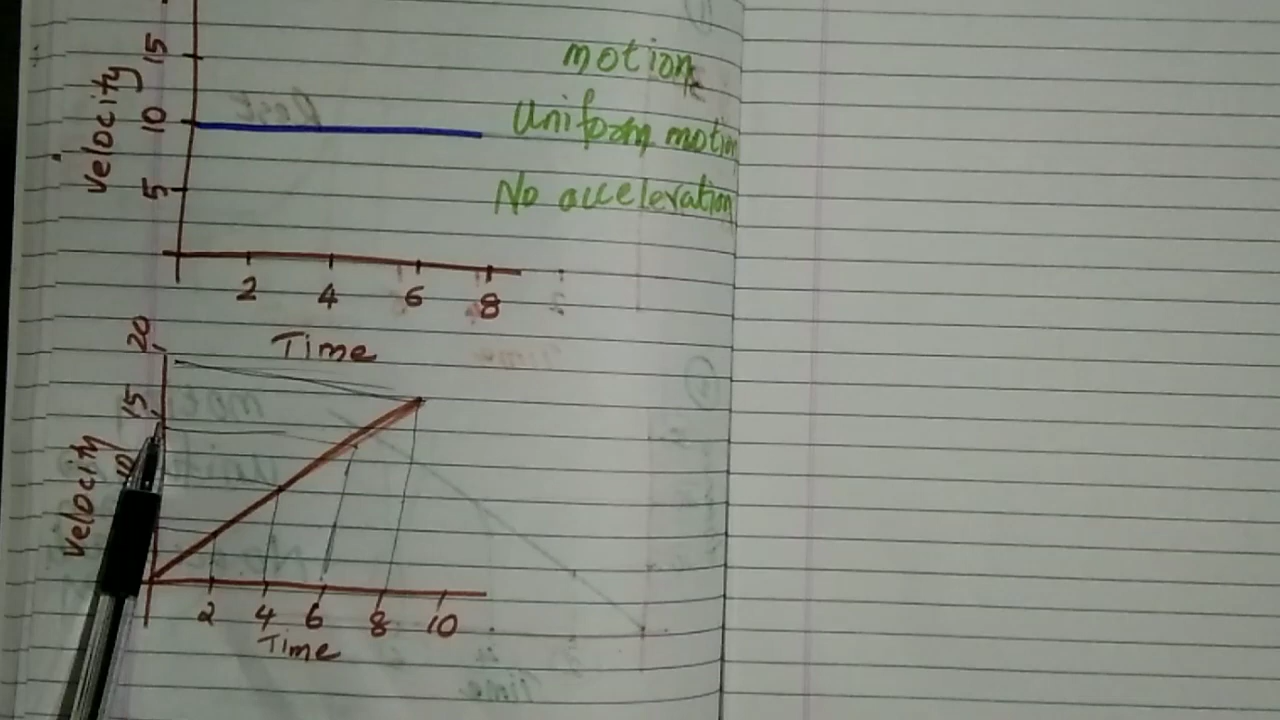 15
motion
Velocity
10
Uniform motion
5
No acceleration
2 4 6 8
Time
20
15
Velocity
10
2 4 6 8 10
Time